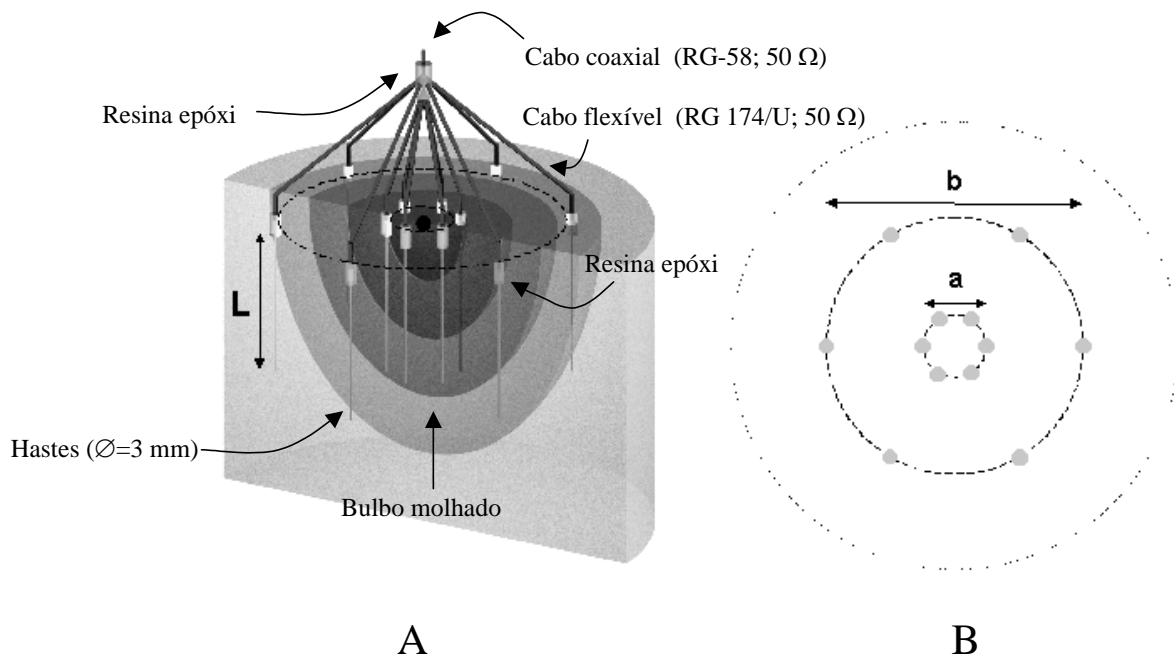 Cabo coaxial (RG-58; 50 Ω)
Resina epóxi
Cabo flexível (RG 174/U; 50 Ω)
b
a
Resina epóxi
L
Hastes (∅=3 mm)
Bulbo molhado
A
B